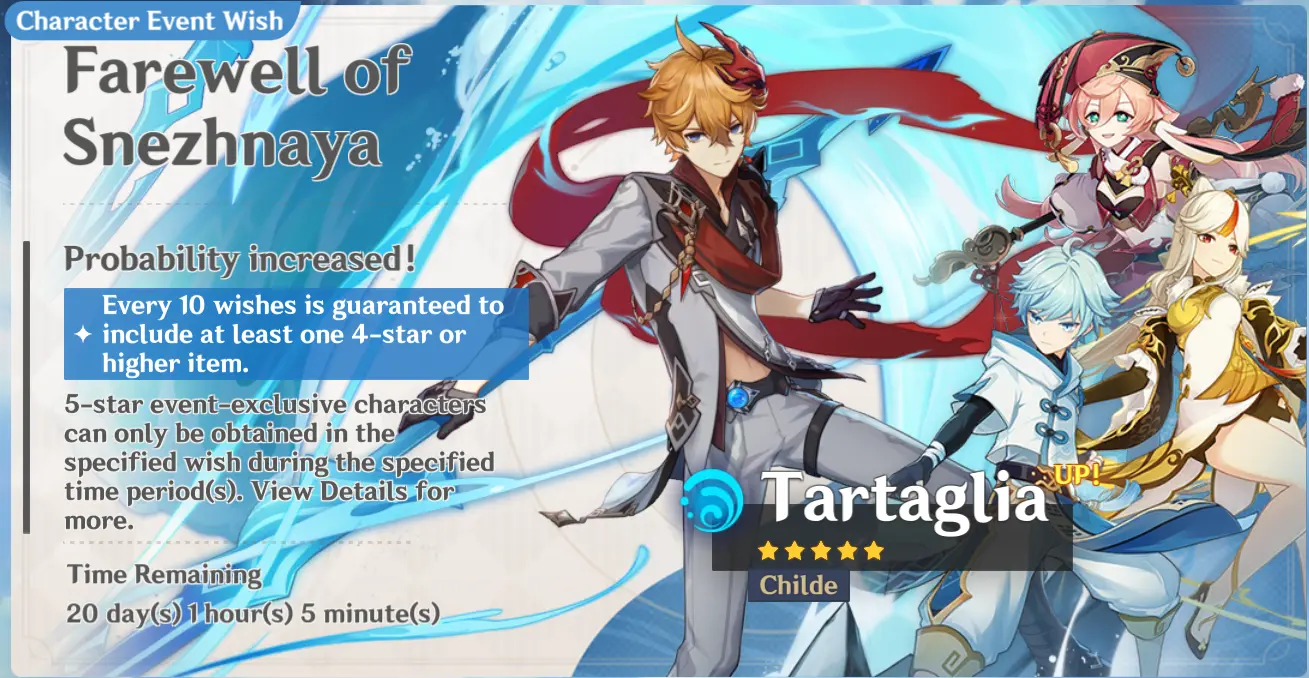 Character Event Wish
Farewell of
Snezhnaya
Probability increased!
Every 10 wishes is guaranteed to
include at least one 4-star or
higher item.
5-star event-exclusive characters
can only be obtained in the
specified wish during the specified
time period(s). View Details for
more.
Time Remaining
20 day(s) 1 hour(s) 5 minute(s)
Tartaglia
UP!
Childe